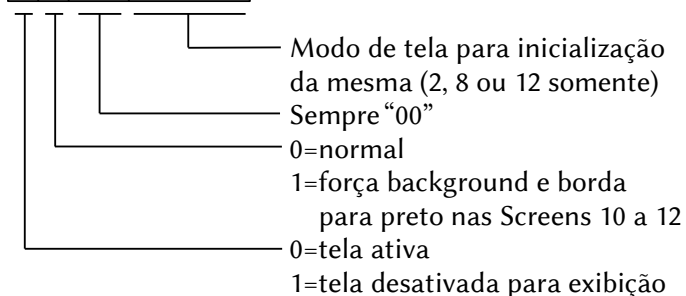 Modo de tela para inicialização
da mesma (2, 8 ou 12 somente)
Sempre “00”
0=normal
1=força background e borda
para preto nas Screens 10 a 12
0=tela ativa
1=tela desativada para exibição